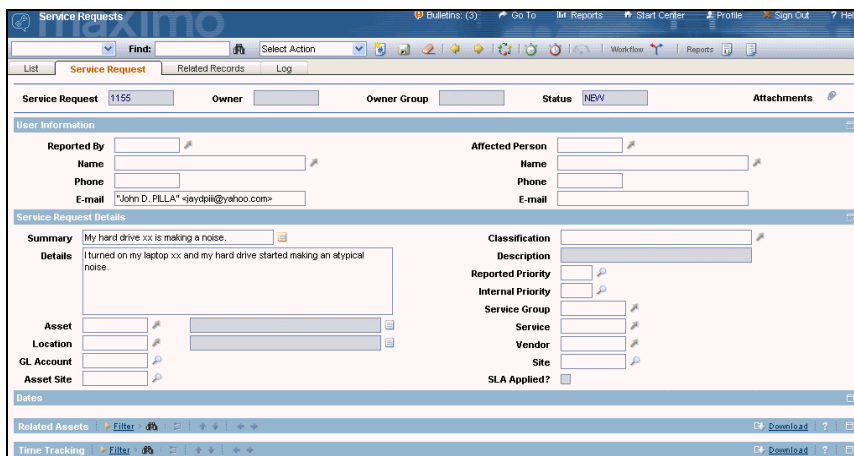 Service Requests
maximo
Bulletins: (3) Go To Reports Start Center Profile Sign Out ? Hel
Find: Select Action Workflow Reports
List Service Request Related Records Log
Service Request 1155 Owner Owner Group Status NEW Attachments
User Information
Reported By Affected Person
Name Name
Phone Phone
E-mail "John D. PILLA" <jaydpiii@yahoo.com> E-mail
Service Request Details
Summary My hard drive xx is making a noise. Classification
Details I turned on my laptop xx and my hard drive started making an atypical Description
noise. Reported Priority
Internal Priority
Service Group
Asset Service
Location Vendor
GL Account Site
Asset Site SLA Applied?
Dates
Related Assets Filter Download ?
Time Tracking Filter Download ?